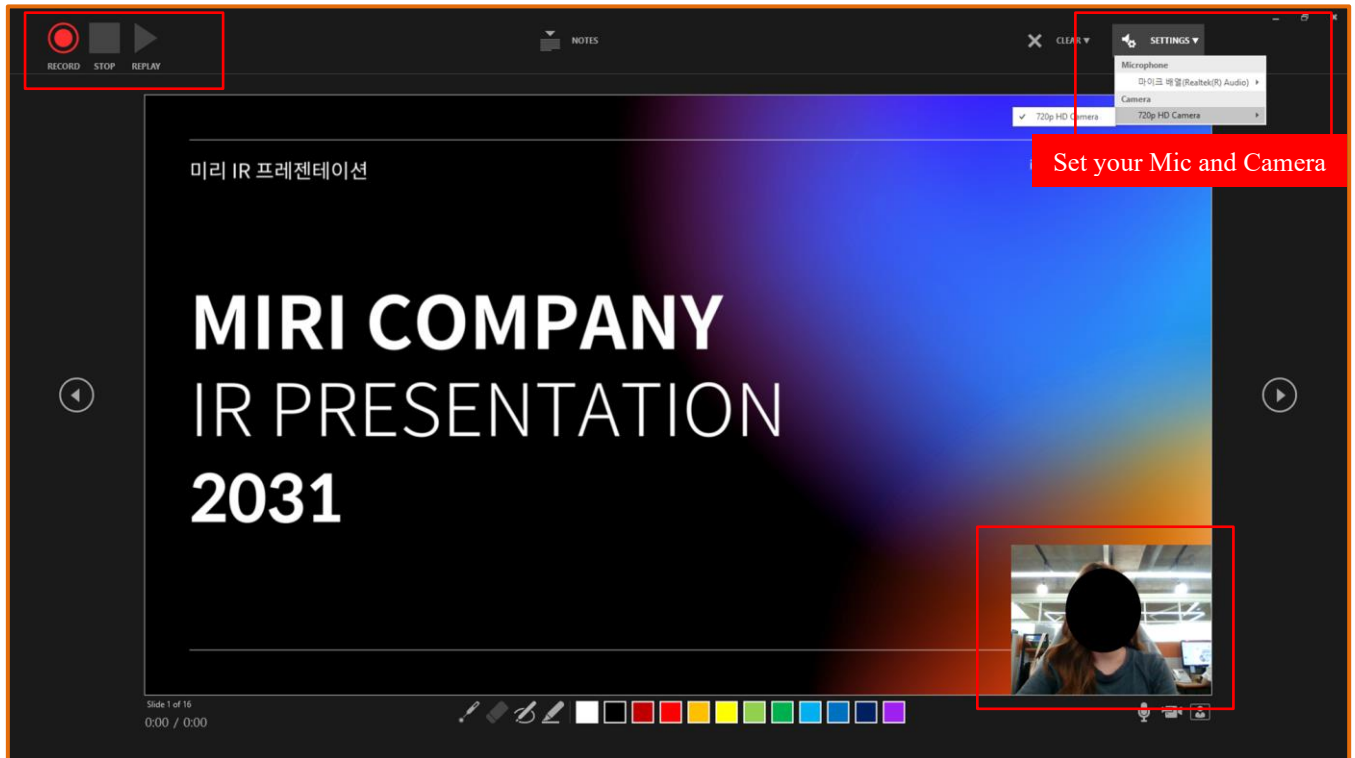 RECORD STOP REPLAY
NOTES
CLEAR ▼
SETTINGS ▼
Microphone
마이크 배열(Realtek(R) Audio)
Camera
720p HD Camera
720p HD Camera
Set your Mic and Camera
미리 IR 프레젠테이션
MIRI COMPANY
IR PRESENTATION
2031
Slide 1 of 16
0:00 / 0:00